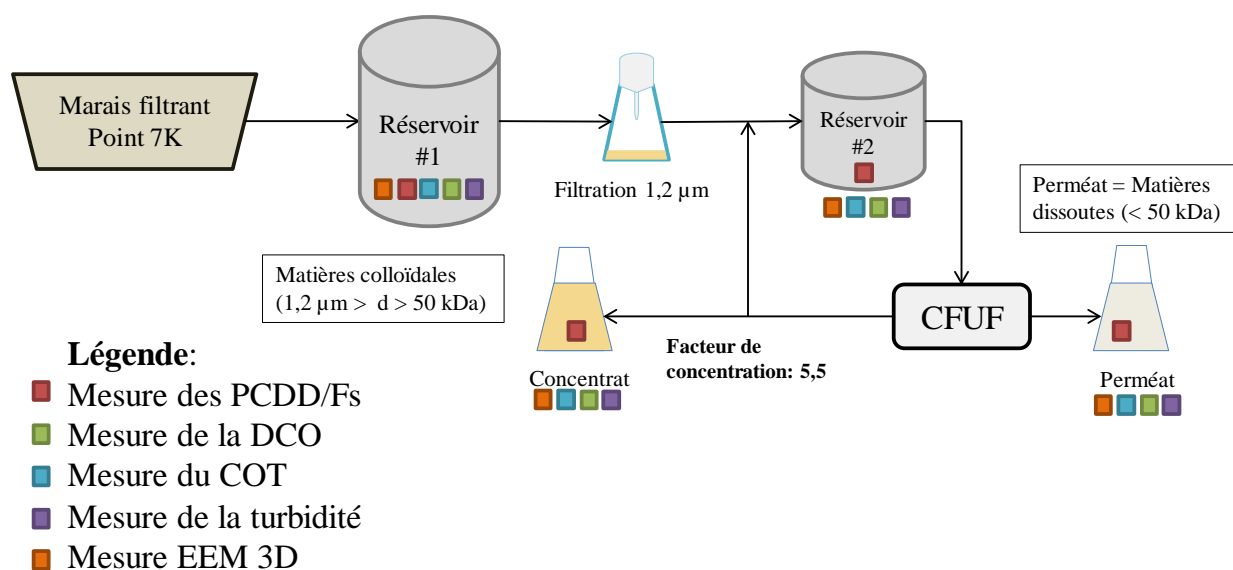 Marais filtrant
Point 7K
Réservoir
#1
Filtration 1,2 µm
Réservoir
#2
Perméat = Matières
dissoutes (< 50 kDa)
Matières colloïdales
(1,2 µm > d > 50 kDa)
CFUF
Facteur de
concentration: 5,5
Concentrat
Perméat
Légende:
Mesure des PCDD/Fs
Mesure de la DCO
Mesure du COT
Mesure de la turbidité
Mesure EEM 3D